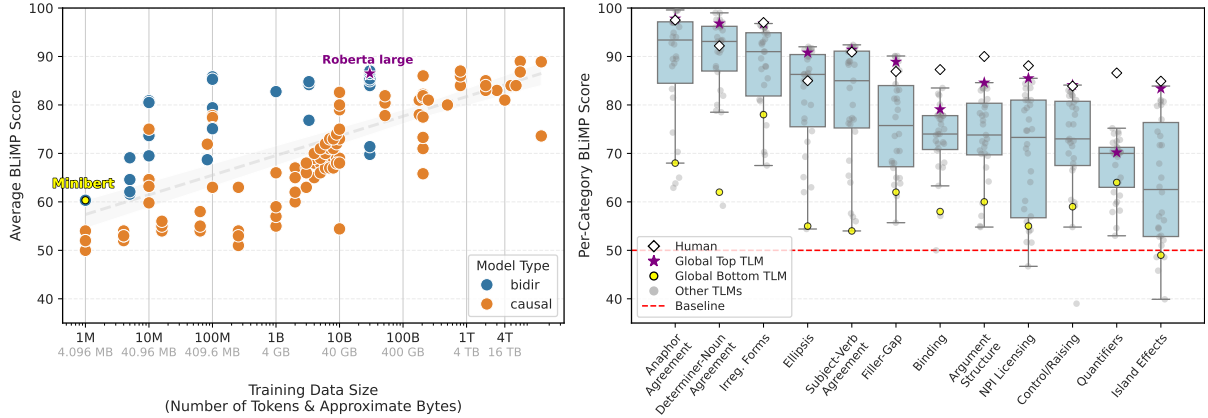 100
90
80
70
60
50
40
Average BLiMP Score
Roberta large
Minibert
Model Type
bidir
causal
1M
10M
100M
1B
10B
100B
1T
4T
4.096 MB
40.96 MB
409.6 MB
4 GB
40 GB
400 GB
4 TB
16 TB
Training Data Size
(Number of Tokens & Approximate Bytes)
100
90
80
70
60
50
40
Per-Category BLiMP Score
Human
Global Top TLM
Global Bottom TLM
Other TLMs
Baseline
Anaphor
Agreement
Determiner-Noun
Agreement
Irreg. Forms
Ellipsis
Subject-Verb
Agreement
Filler-Gap
Binding
Argument
Structure
NPI Licensing
Control/Raising
Quantifiers
Island Effects